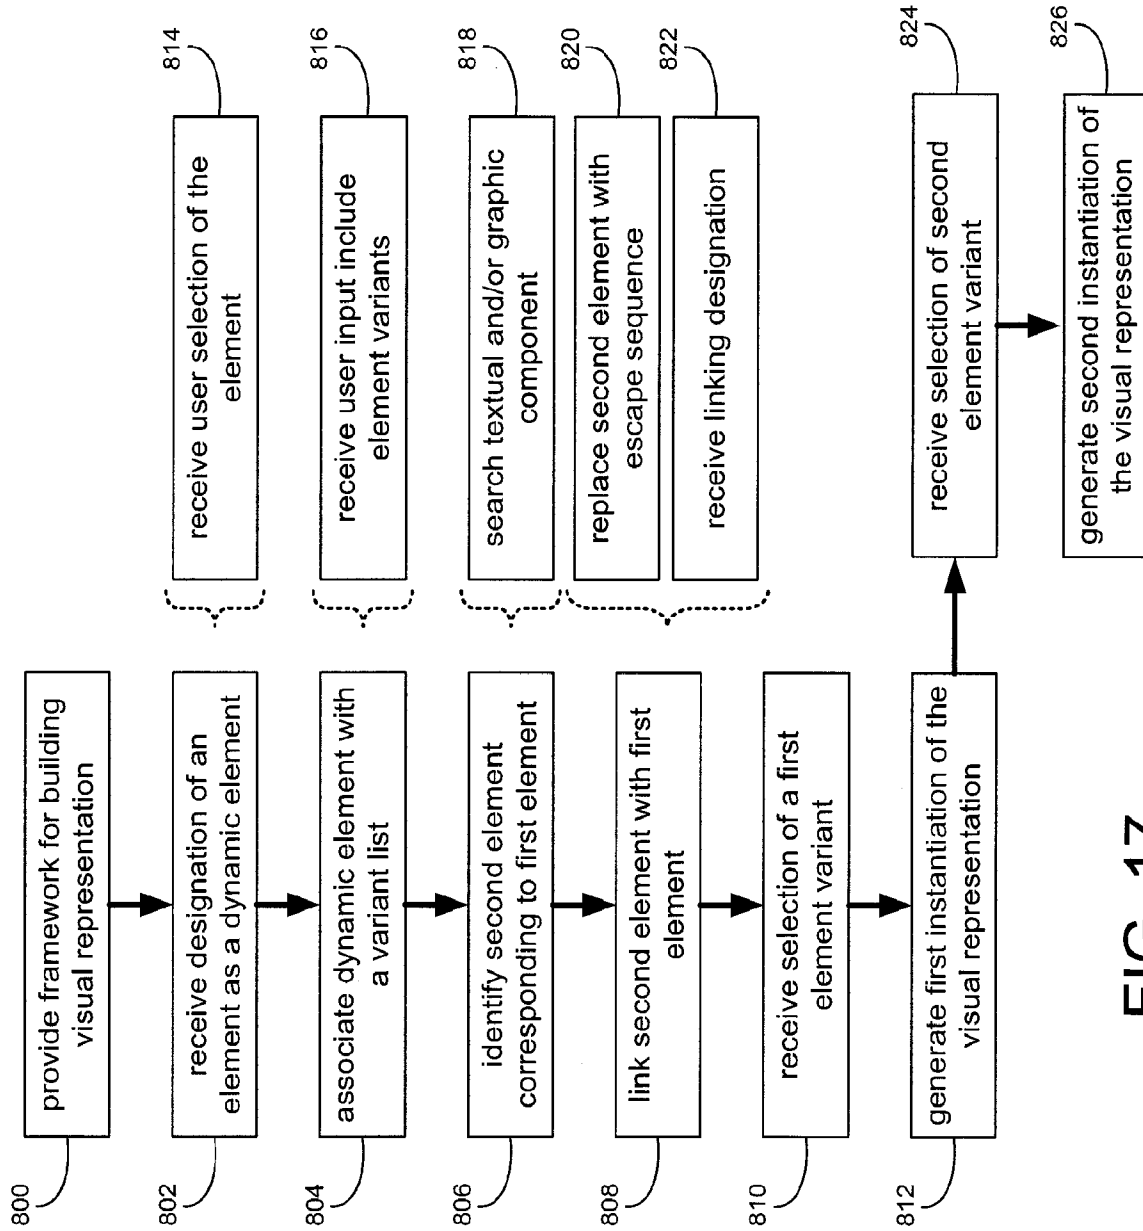 800
provide framework for building
visual representation
802
receive designation of an
element as a dynamic element
814
receive user selection of the
element
804
associate dynamic element with
a variant list
816
receive user input include
element variants
806
identify second element
corresponding to first element
818
search textual and/or graphic
component
808
link second element with first
element
820
replace second element with
escape sequence
822
receive linking designation
810
receive selection of a first
element variant
812
generate first instantiation of the
visual representation
824
receive selection of second
element variant
826
generate second instantiation of
the visual representation
FIG. 17